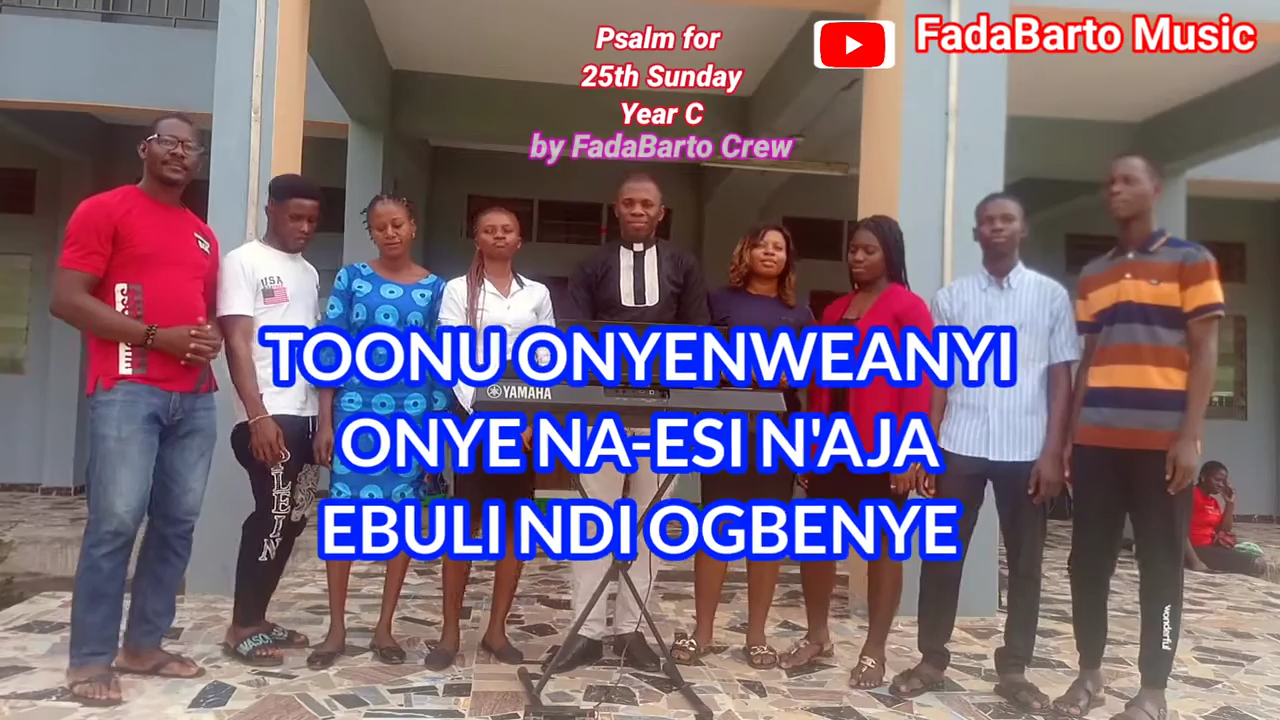 Psalm for
25th Sunday
Year C
by FadaBarto Crew
FadaBarto Music
USA
TOONU ONYENWEANYI
YAMAHA
ONYE NA-ESI N'AJA
EBULI NDI OGBENYE
wonderful